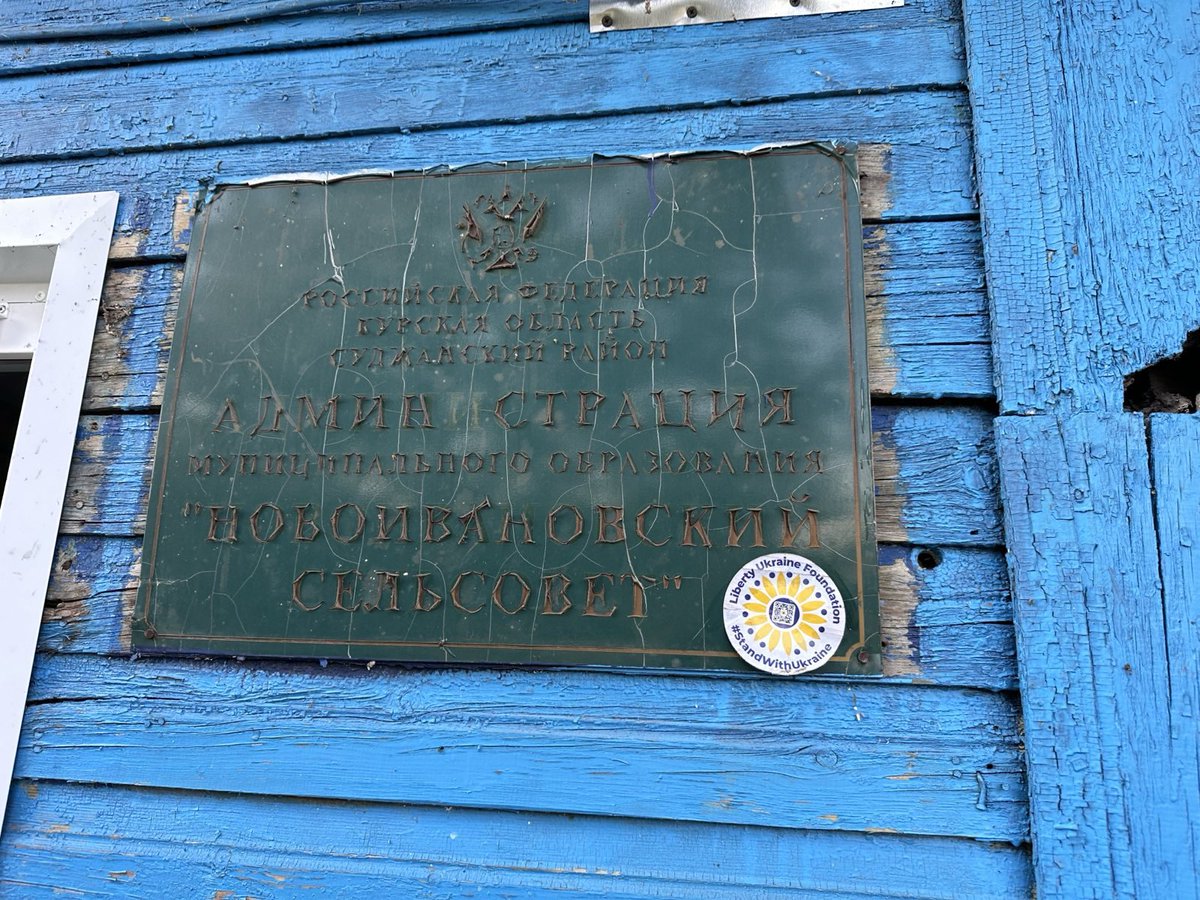 РОССИЙСКАЯ ФЕДЕРАЦИЯ
КУРСКАЯ ОБЛАСТЬ
СУДЖАНСКИЙ РАЙОН
АДМИНИСТРАЦИЯ
МУНИЦИПАЛЬНОГО ОБРАЗОВАНИЯ
"НОВОИВАНОВСКИЙ
СЕЛЬСОВЕТ"
Liberty Ukraine Foundation
#StandWithUkraine